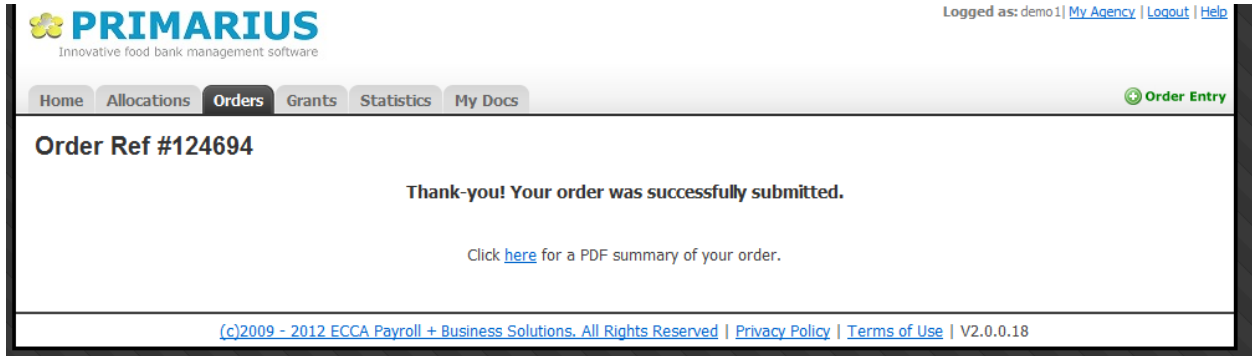 Logged as: demo1| My Agency | Logout | Help
PRIMARIUS
Innovative food bank management software
Home Allocations Orders Grants Statistics My Docs Order Entry
Order Ref #124694
Thank-you! Your order was successfully submitted.
Click here for a PDF summary of your order.
(c)2009 - 2012 ECCA Payroll + Business Solutions. All Rights Reserved | Privacy Policy | Terms of Use | V2.0.0.18